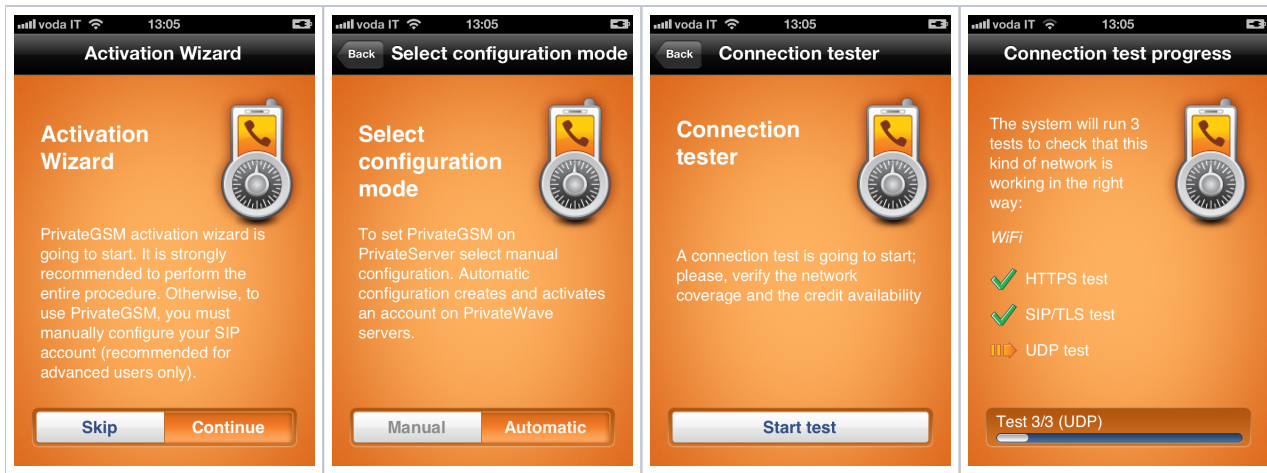 voda IT 13:05
Activation Wizard
Activation
Wizard
PrivateGSM activation wizard is
going to start. It is strongly
recommended to perform the
entire procedure. Otherwise, to
use PrivateGSM, you must
manually configure your SIP
account (recommended for
advanced users only).
Skip Continue
voda IT 13:05
Back Select configuration mode
Select
configuration
mode
To set PrivateGSM on
PrivateServer select manual
configuration. Automatic
configuration creates and activates
an account on PrivateWave
servers.
Manual Automatic
voda IT 13:05
Back Connection tester
Connection
tester
A connection test is going to start;
please, verify the network
coverage and the credit availability
Start test
voda IT 13:05
Connection test progress
The system will run 3
tests to check that this
kind of network is
working in the right
way:
WiFi
HTTPS test
SIP/TLS test
UDP test
Test 3/3 (UDP)